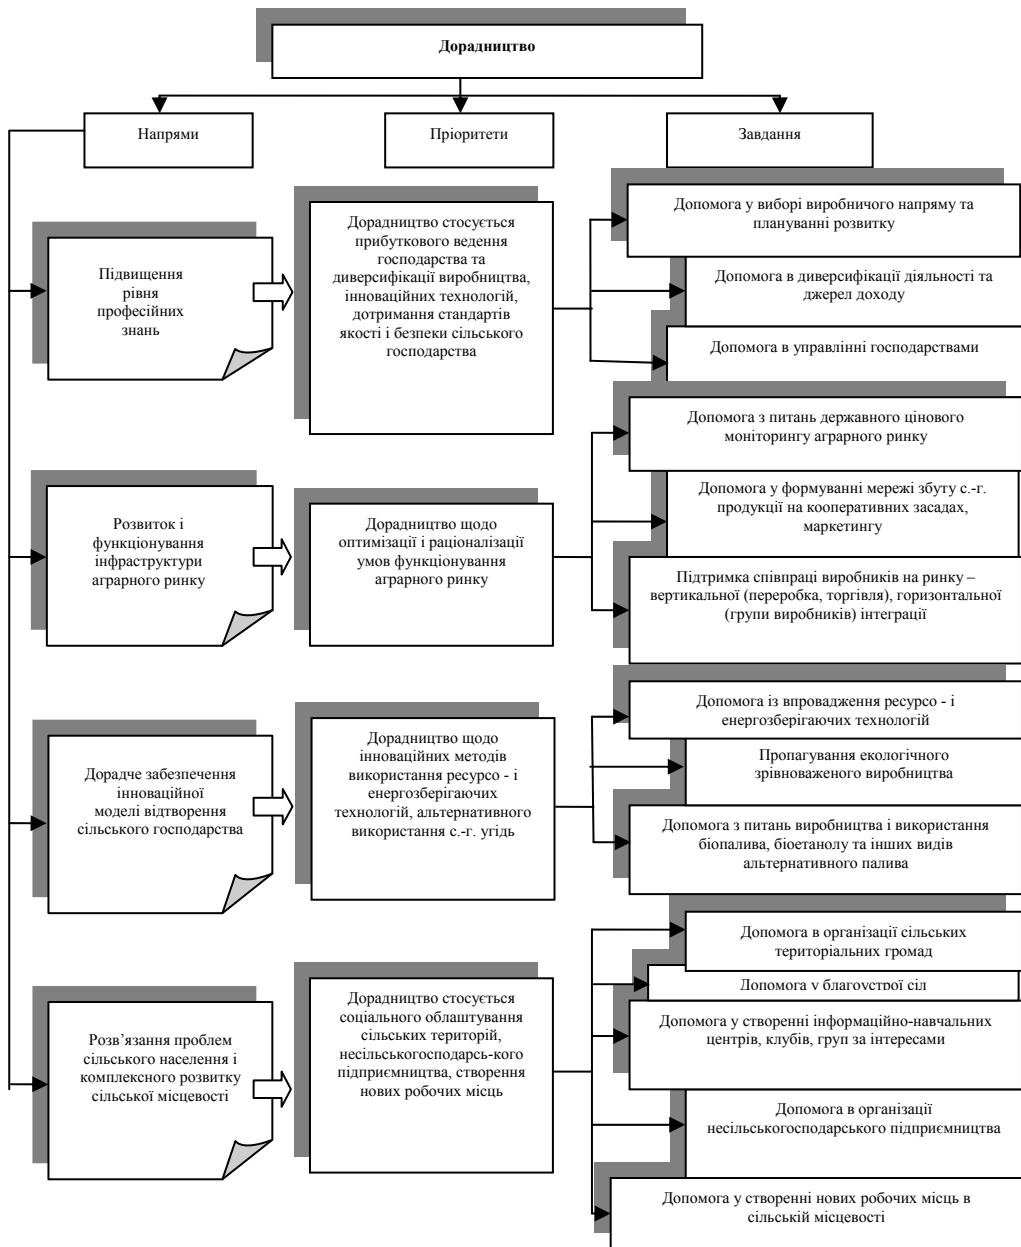 Дорадництво
Напрями
Пріоритети
Завдання
Підвищення
рівня
професійних
знань
Дорадництво стосується
прибуткового ведення
господарства та
диверсифікації виробництва,
інноваційних технологій,
дотримання стандартів
якості і безпеки сільського
господарства
Допомога у виборі виробничого напряму та
плануванні розвитку
Допомога в диверсифікації діяльності та
джерел доходу
Допомога в управлінні господарствами
Розвиток і
функціонування
інфраструктури
аграрного ринку
Дорадництво щодо
оптимізації і раціоналізації
умов функціонування
аграрного ринку
Допомога з питань державного цінового
моніторингу аграрного ринку
Допомога у формуванні мережі збуту с.-г.
продукції на кооперативних засадах,
маркетингу
Підтримка співпраці виробників на ринку –
вертикальної (переробка, торгівля), горизонтальної
(групи виробників) інтеграції
Дорадче забезпечення
інноваційної
моделі відтворення
сільського господарства
Дорадництво щодо
інноваційних методів
використання ресурсо - і
енергозберігаючих
технологій, альтернативного
використання с.-г. угідь
Допомога із впровадження ресурсо - і
енергозберігаючих технологій
Пропагування екологічного
зрівноваженого виробництва
Допомога з питань виробництва і використання
біопалива, біоетанолу та інших видів
альтернативного палива
Розв’язання проблем
сільського населення і
комплексного розвитку
сільської місцевості
Дорадництво стосується
соціального облаштування
сільських територій,
несільськогосподарсь-кого
підприємництва, створення
нових робочих місць
Допомога в організації сільських
територіальних громад
Допомога у благоустрої сіл
Допомога у створенні інформаційно-навчальних
центрів, клубів, груп за інтересами
Допомога в організації
несільськогосподарського підприємництва
Допомога у створенні нових робочих місць в
сільській місцевості